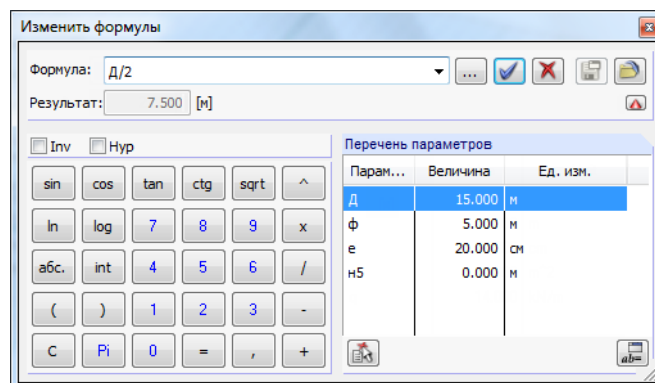 Изменить формулы
Формула: Д/2 ...
Результат: 7.500 [м]
Inv Hyp
sin cos tan ctg sqrt ^
ln log 7 8 9 x
абс. int 4 5 6 /
( ) 1 2 3 -
C Pi 0 = , +
Перечень параметров
Парам... Величина Ед. изм.
Д 15.000 м
ф 5.000 м
е 20.000 см
н5 0.000 м
ab=